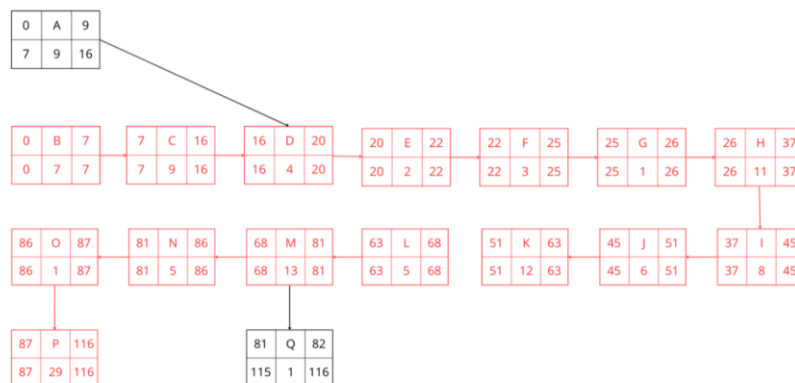 0 A 9
7 9 16
0 B 7 7 C 16 16 D 20 20 E 22 22 F 25 25 G 26 26 H 37
0 7 7 7 9 16 16 4 20 20 2 22 22 3 25 25 1 26 26 11 37
86 O 87 81 N 86 68 M 81 63 L 68 51 K 63 45 J 51 37 I 45
86 1 87 81 5 86 68 13 81 63 5 68 51 12 63 45 6 51 37 8 45
87 P 116 81 Q 82
87 29 116 115 1 116